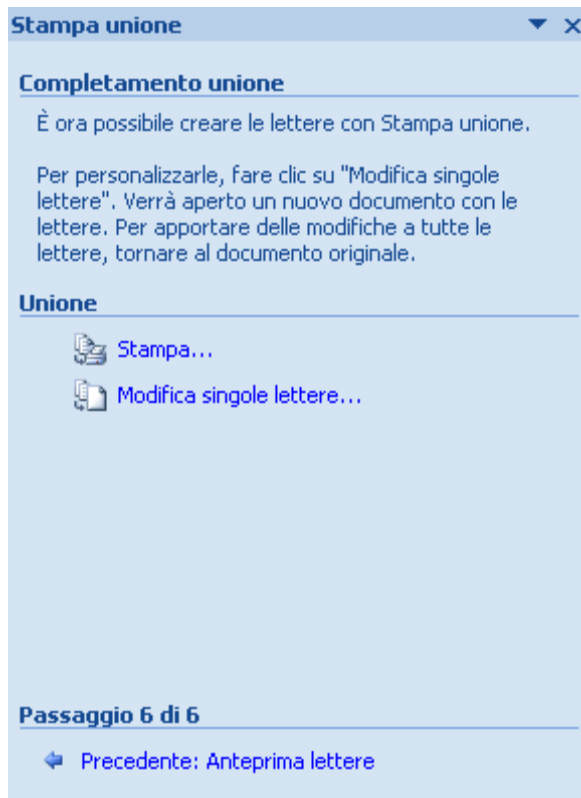 Stampa unione
Completamento unione
È ora possibile creare le lettere con Stampa unione.
Per personalizzarle, fare clic su "Modifica singole
lettere". Verrà aperto un nuovo documento con le
lettere. Per apportare delle modifiche a tutte le
lettere, tornare al documento originale.
Unione
Stampa...
Modifica singole lettere...
Passaggio 6 di 6
Precedente: Anteprima lettere